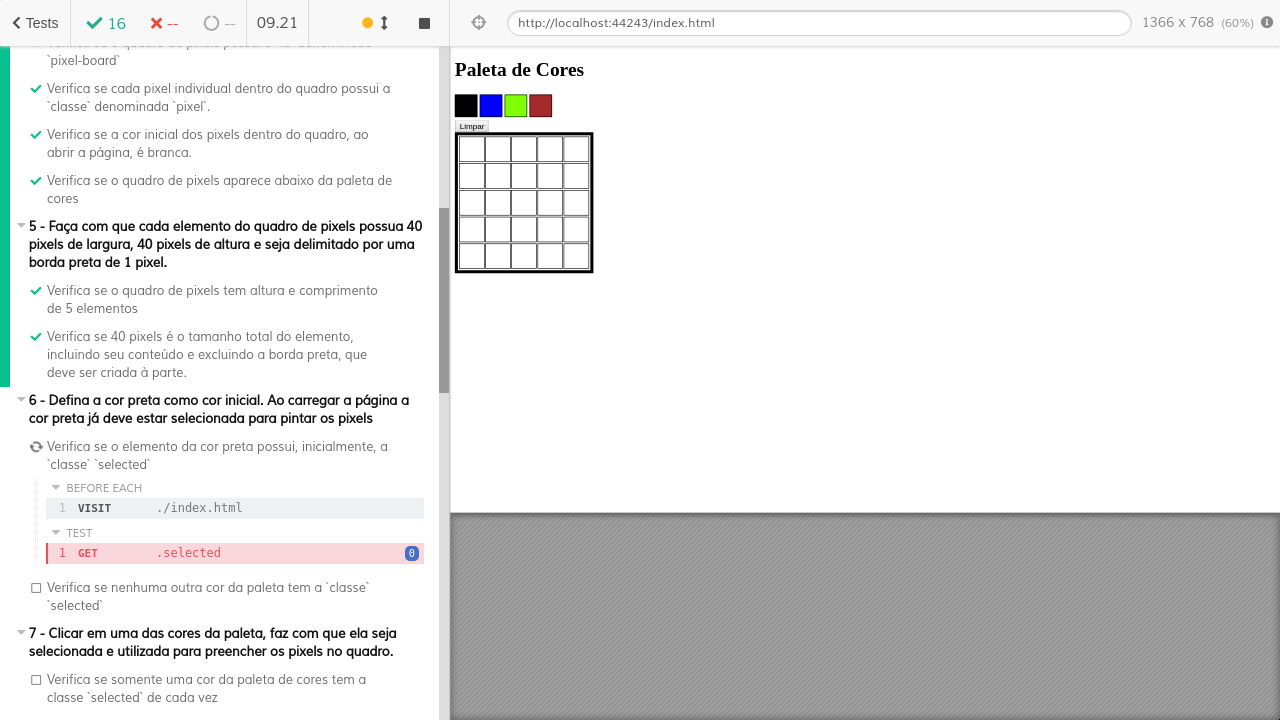 Tests
16
--
--
09.21
http://localhost:44243/index.html
1366 x 768 (60%)
`pixel-board`
Verifica se cada pixel individual dentro do quadro possui a
`classe` denominada `pixel`.
Verifica se a cor inicial dos pixels dentro do quadro, ao
abrir a página, é branca.
Verifica se o quadro de pixels aparece abaixo da paleta de
cores
5 - Faça com que cada elemento do quadro de pixels possua 40
pixels de largura, 40 pixels de altura e seja delimitado por uma
borda preta de 1 pixel.
Verifica se o quadro de pixels tem altura e comprimento
de 5 elementos
Verifica se 40 pixels é o tamanho total do elemento,
incluindo seu conteúdo e excluindo a borda preta, que
deve ser criada à parte.
6 - Defina a cor preta como cor inicial. Ao carregar a página a
cor preta já deve estar selecionada para pintar os pixels
Verifica se o elemento da cor preta possui, inicialmente, a
`classe` `selected`
BEFORE EACH
1 VISIT ./index.html
TEST
1 GET .selected 0
Verifica se nenhuma outra cor da paleta tem a `classe`
`selected`
7 - Clicar em uma das cores da paleta, faz com que ela seja
selecionada e utilizada para preencher os pixels no quadro.
Verifica se somente uma cor da paleta de cores tem a
classe `selected` de cada vez
Paleta de Cores
Limpar